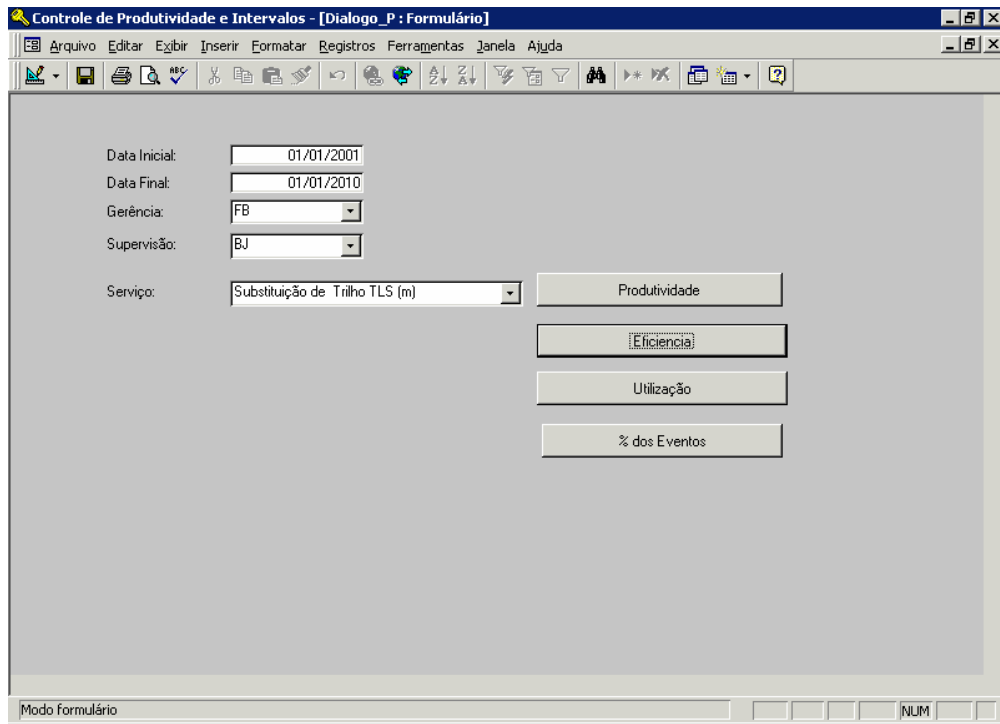 Controle de Produtividade e Intervalos - [Dialogo_P : Formulário]
Arquivo Editar Exibir Inserir Formatar Registros Ferramentas Janela Ajuda
Data Inicial: 01/01/2001
Data Final: 01/01/2010
Gerência: FB
Supervisão: BJ
Serviço: Substituição de Trilho TLS (m) Produtividade
Eficiencia
Utilização
% dos Eventos
Modo formulário NUM